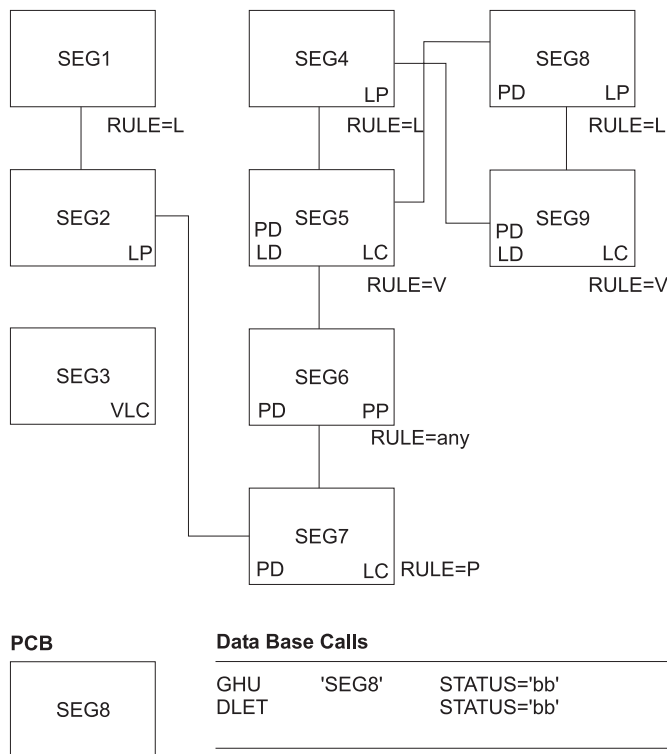 SEG1
RULE=L
SEG2
LP
SEG3
VLC
SEG4
LP
RULE=L
SEG5
PD
LD LC
RULE=V
SEG6
PD PP
RULE=any
SEG7
PD LC
RULE=P
SEG8
PD LP
RULE=L
SEG9
PD
LD LC
RULE=V
PCB
SEG8
Data Base Calls
GHU 'SEG8' STATUS='bb'
DLET STATUS='bb'